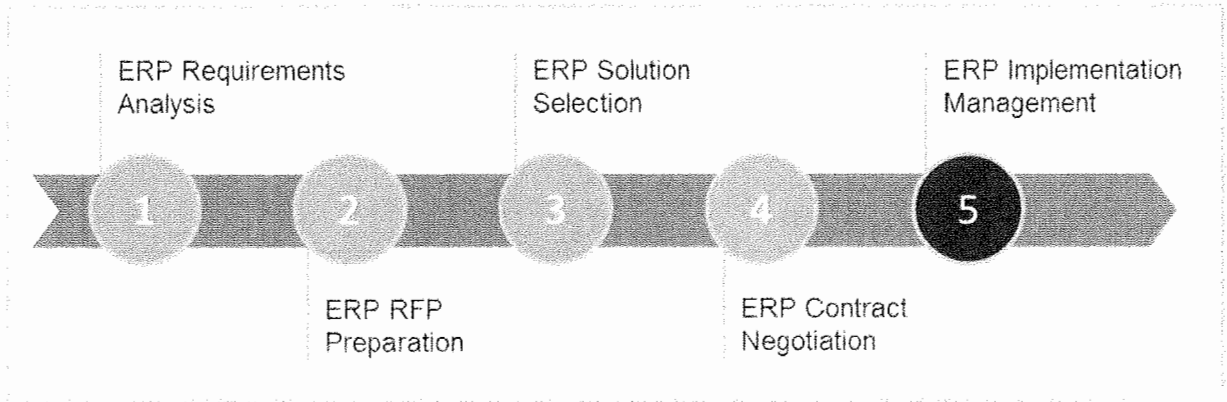 ERP Requirements
Analysis
ERP Solution
Selection
ERP Implementation
Management
1
2
3
4
5
ERP RFP
Preparation
ERP Contract
Negotiation